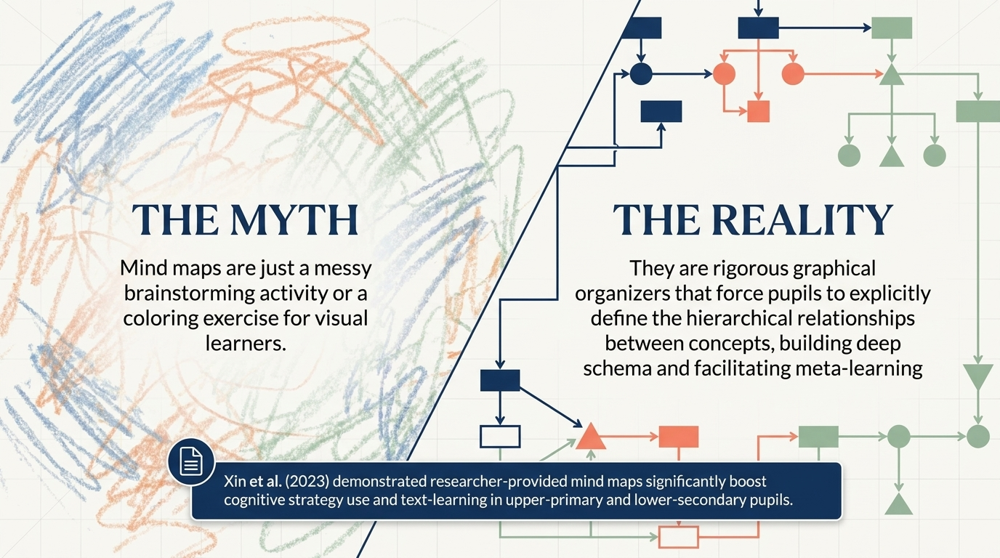 THE MYTH
Mind maps are just a messy
brainstorming activity or a
coloring exercise for visual
learners.
THE REALITY
They are rigorous graphical
organizers that force pupils to explicitly
define the hierarchical relationships
between concepts, building deep
schema and facilitating meta-learning
Xin et al. (2023) demonstrated researcher-provided mind maps significantly boost
cognitive strategy use and text-learning in upper-primary and lower-secondary pupils.